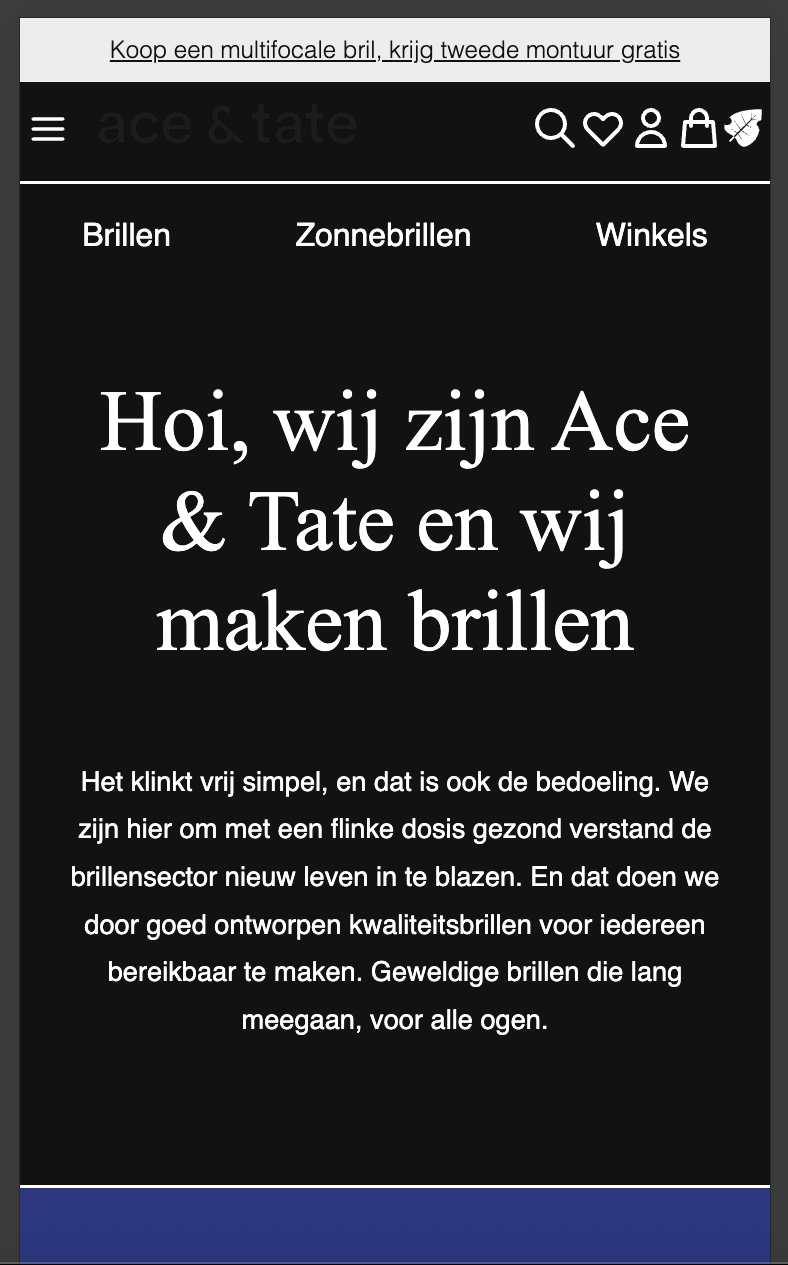 Koop een multifocale bril, krijg tweede montuur gratis
ace & tate
Brillen
Zonnebrillen
Winkels
Hoi, wij zijn Ace
& Tate en wij
maken brillen
Het klinkt vrij simpel, en dat is ook de bedoeling. We
zijn hier om met een flinke dosis gezond verstand de
brillensector nieuw leven in te blazen. En dat doen we
door goed ontworpen kwaliteitsbrillen voor iedereen
bereikbaar te maken. Geweldige brillen die lang
meegaan, voor alle ogen.